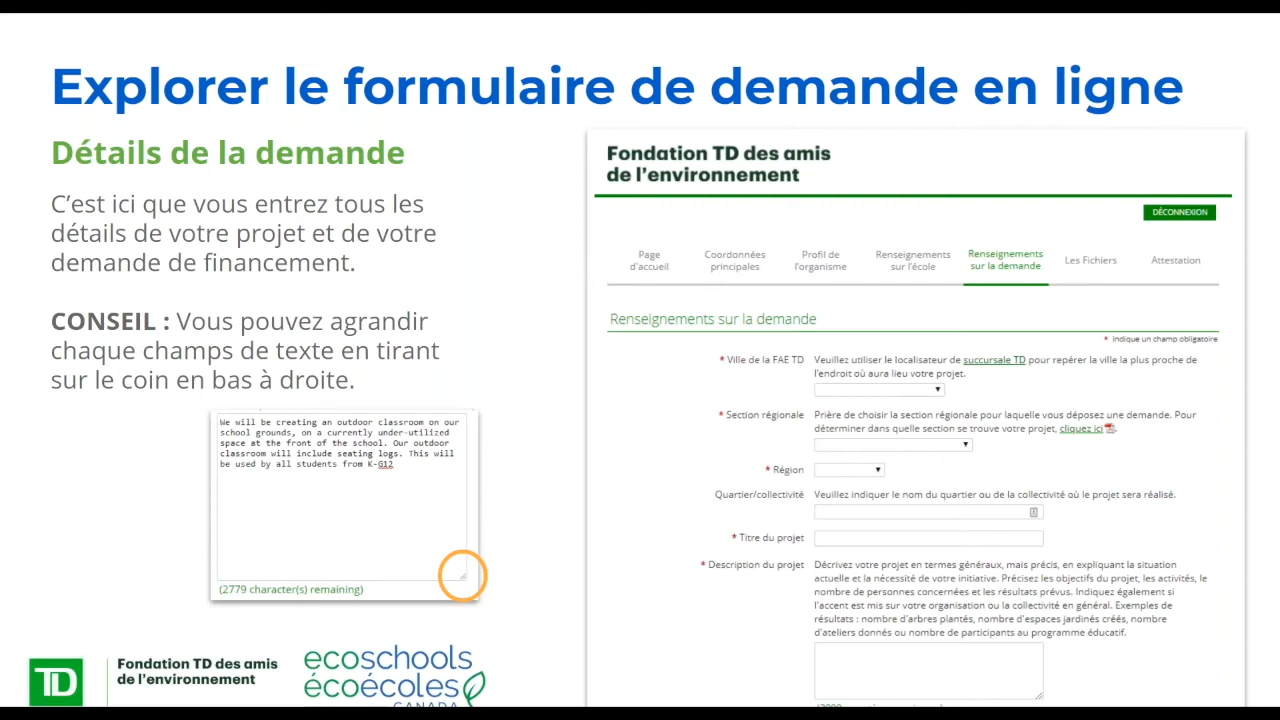 Explorer le formulaire de demande en ligne
Détails de la demande
C'est ici que vous entrez tous les
détails de votre projet et de votre
demande de financement.
CONSEIL : Vous pouvez agrandir
chaque champs de texte en tirant
sur le coin en bas à droite.
We will be creating an outdoor classroom on our
school grounds, on a currently under-utilized
space at the front of the school. Our outdoor
classroom will include seating logs. This will
be used by all students from K-G12
(2779 character(s) remaining)
TD
Fondation TD des amis
de l'environnement
ecoschools
écoécoles
CANADA
Fondation TD des amis
de l'environnement
DÉCONNEXION
Page
d'accueil
Coordonnées
principales
Profil de
l'organisme
Renseignements
sur l'école
Renseignements
sur la demande
Les Fichiers
Attestation
Renseignements sur la demande
* indique un champ obligatoire
* Ville de la FAE TD
Veuillez utiliser le localisateur de succursale TD pour repérer la ville la plus proche de
l'endroit où aura lieu votre projet.
* Section régionale
Prière de choisir la section régionale pour laquelle vous déposez une demande. Pour
déterminer dans quelle section se trouve votre projet, cliquez ici.
* Région
Quartier/collectivité
Veuillez indiquer le nom du quartier ou de la collectivité où le projet sera réalisé.
* Titre du projet
* Description du projet
Décrivez votre projet en termes généraux, mais précis, en expliquant la situation
actuelle et la nécessité de votre initiative. Précisez les objectifs du projet, les activités, le
nombre de personnes concernées et les résultats prévus. Indiquez également si
l'accent est mis sur votre organisation ou la collectivité en général. Exemples de
résultats : nombre d'arbres plantés, nombre d'espaces jardinés créés, nombre
d'ateliers donnés ou nombre de participants au programme éducatif.